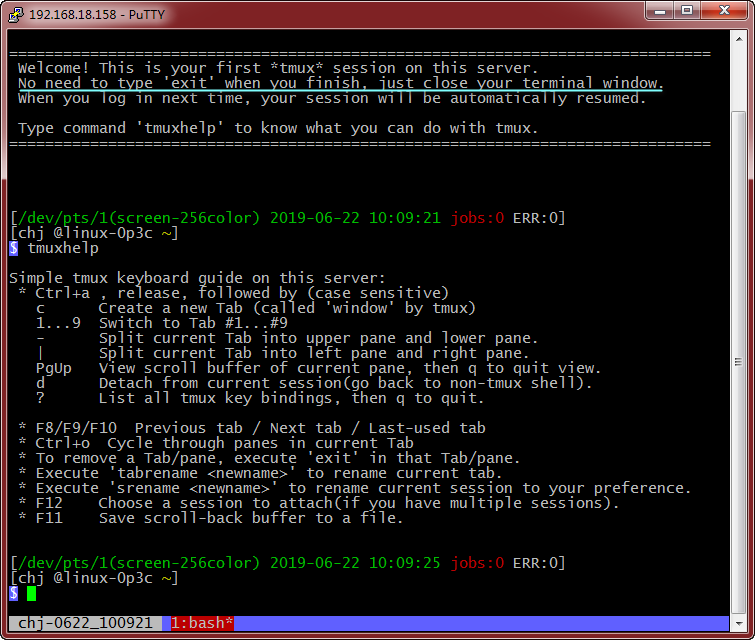 192.168.18.158 - PuTTY
==============================================================================
Welcome! This is your first *tmux* session on this server.
No need to type 'exit' when you finish, just close your terminal window.
When you log in next time, your session will be automatically resumed.
Type command 'tmuxhelp' to know what you can do with tmux.
==============================================================================
[/dev/pts/1(screen-256color) 2019-06-22 10:09:21 jobs:0 ERR:0]
[chj @linux-0p3c ~]
$ tmuxhelp
Simple tmux keyboard guide on this server:
* Ctrl+a , release, followed by (case sensitive)
c      Create a new Tab (called 'window' by tmux)
1...9  Switch to Tab #1...#9
-      Split current Tab into upper pane and lower pane.
|      Split current Tab into left pane and right pane.
PgUp   View scroll buffer of current pane, then q to quit view.
d      Detach from current session(go back to non-tmux shell).
?      List all tmux key bindings, then q to quit.
* F8/F9/F10  Previous tab / Next tab / Last-used tab
* Ctrl+o  Cycle through panes in current Tab
* To remove a Tab/pane, execute 'exit' in that Tab/pane.
* Execute 'tabrename <newname>' to rename current tab.
* Execute 'srename <newname>' to rename current session to your preference.
* F12    Choose a session to attach(if you have multiple sessions).
* F11    Save scroll-back buffer to a file.
[/dev/pts/1(screen-256color) 2019-06-22 10:09:25 jobs:0 ERR:0]
[chj @linux-0p3c ~]
$
chj-0622_100921 1:bash*